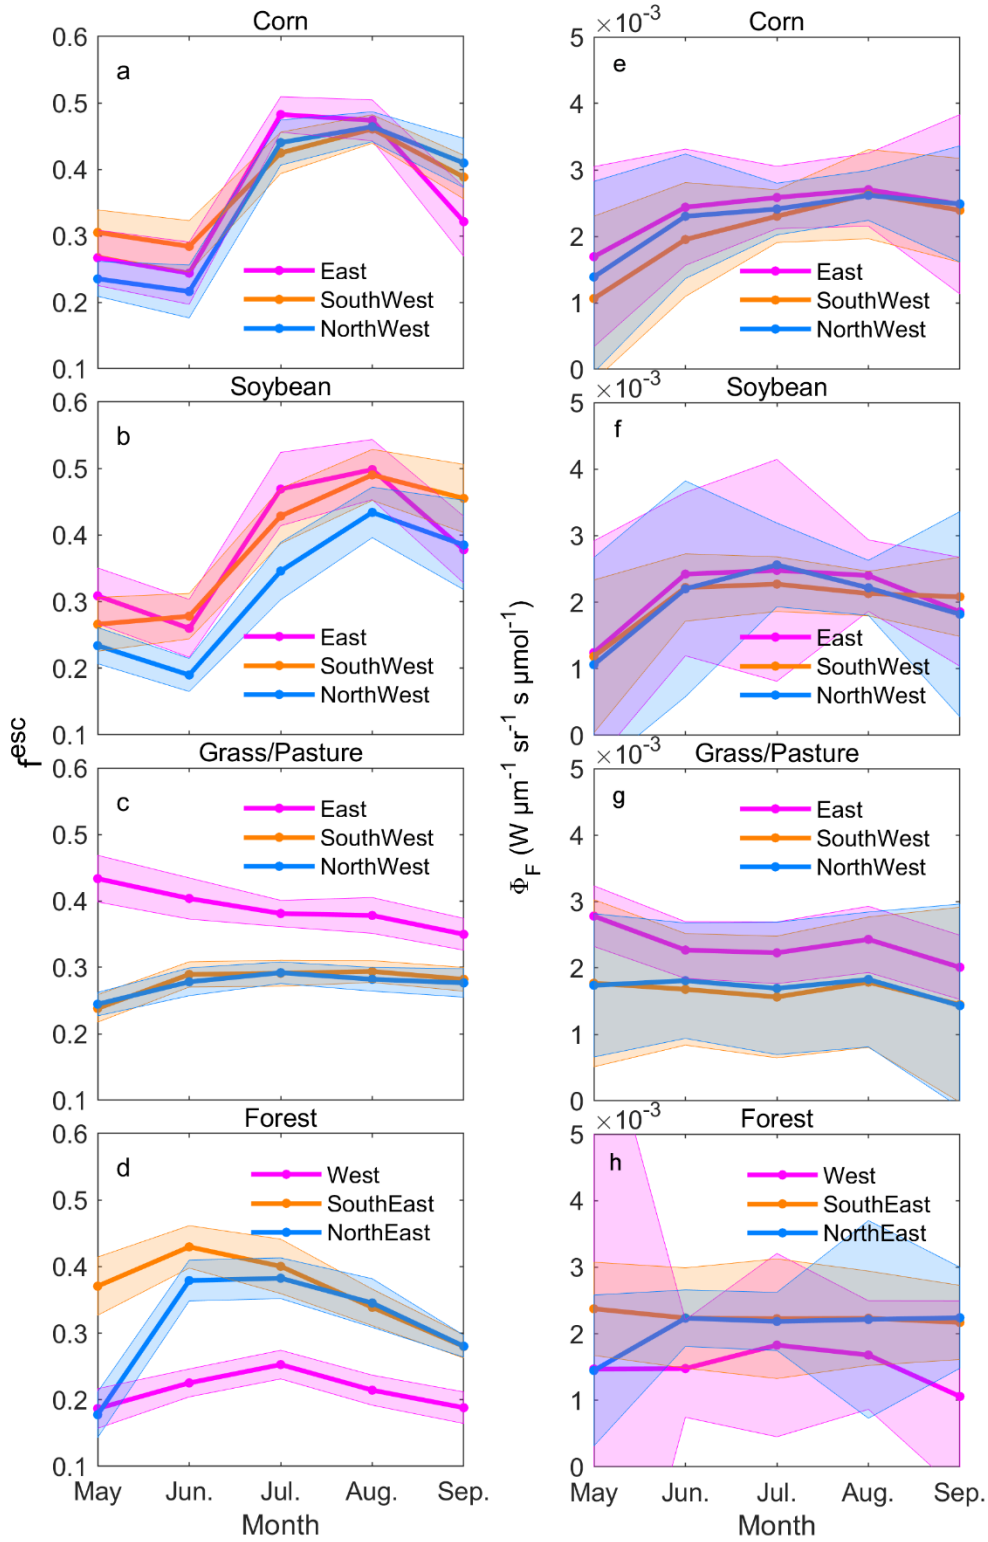 Corn
a
0.6
0.5
0.4
0.3
0.2
0.1
East
SouthWest
NorthWest
Corn
×10⁻³
e
5
4
3
2
1
0
East
SouthWest
NorthWest
Soybean
b
0.6
0.5
0.4
0.3
0.2
0.1
East
SouthWest
NorthWest
Soybean
×10⁻³
f
5
4
3
2
1
0
East
SouthWest
NorthWest
fᵉˢᶜ
Φ_F (W µm⁻¹ sr⁻¹ s µmol⁻¹)
Grass/Pasture
c
0.6
0.5
0.4
0.3
0.2
0.1
East
SouthWest
NorthWest
Grass/Pasture
×10⁻³
g
5
4
3
2
1
0
East
SouthWest
NorthWest
Forest
d
0.6
0.5
0.4
0.3
0.2
0.1
West
SouthEast
NorthEast
May Jun. Jul. Aug. Sep.
Month
Forest
×10⁻³
h
5
4
3
2
1
0
West
SouthEast
NorthEast
May Jun. Jul. Aug. Sep.
Month